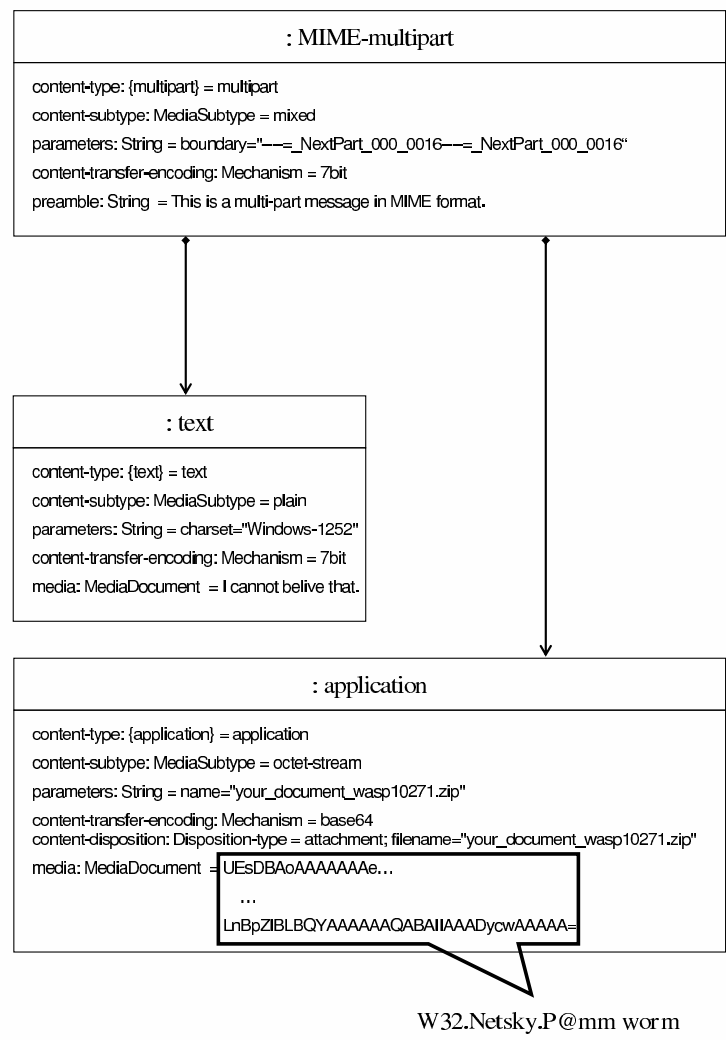 : MIME-multipart
content-type: {multipart} = multipart
content-subtype: MediaSubtype = mixed
parameters: String = boundary="----=_NextPart_000_0016----=_NextPart_000_0016“
content-transfer-encoding: Mechanism = 7bit
preamble: String = This is a multi-part message in MIME format.
: text
content-type: {text} = text
content-subtype: MediaSubtype = plain
parameters: String = charset="Windows-1252"
content-transfer-encoding: Mechanism = 7bit
media: MediaDocument = I cannot belive that.
: application
content-type: {application} = application
content-subtype: MediaSubtype = octet-stream
parameters: String = name="your_document_wasp10271.zip"
content-transfer-encoding: Mechanism = base64
content-disposition: Disposition-type = attachment; filename="your_document_wasp10271.zip"
media: MediaDocument = UEsDBAoAAAAAAAe...
...
LnBpZIBLBQYAAAAAAQABAIIAAADycwAAAAA=
W32.Netsky.P@mm worm